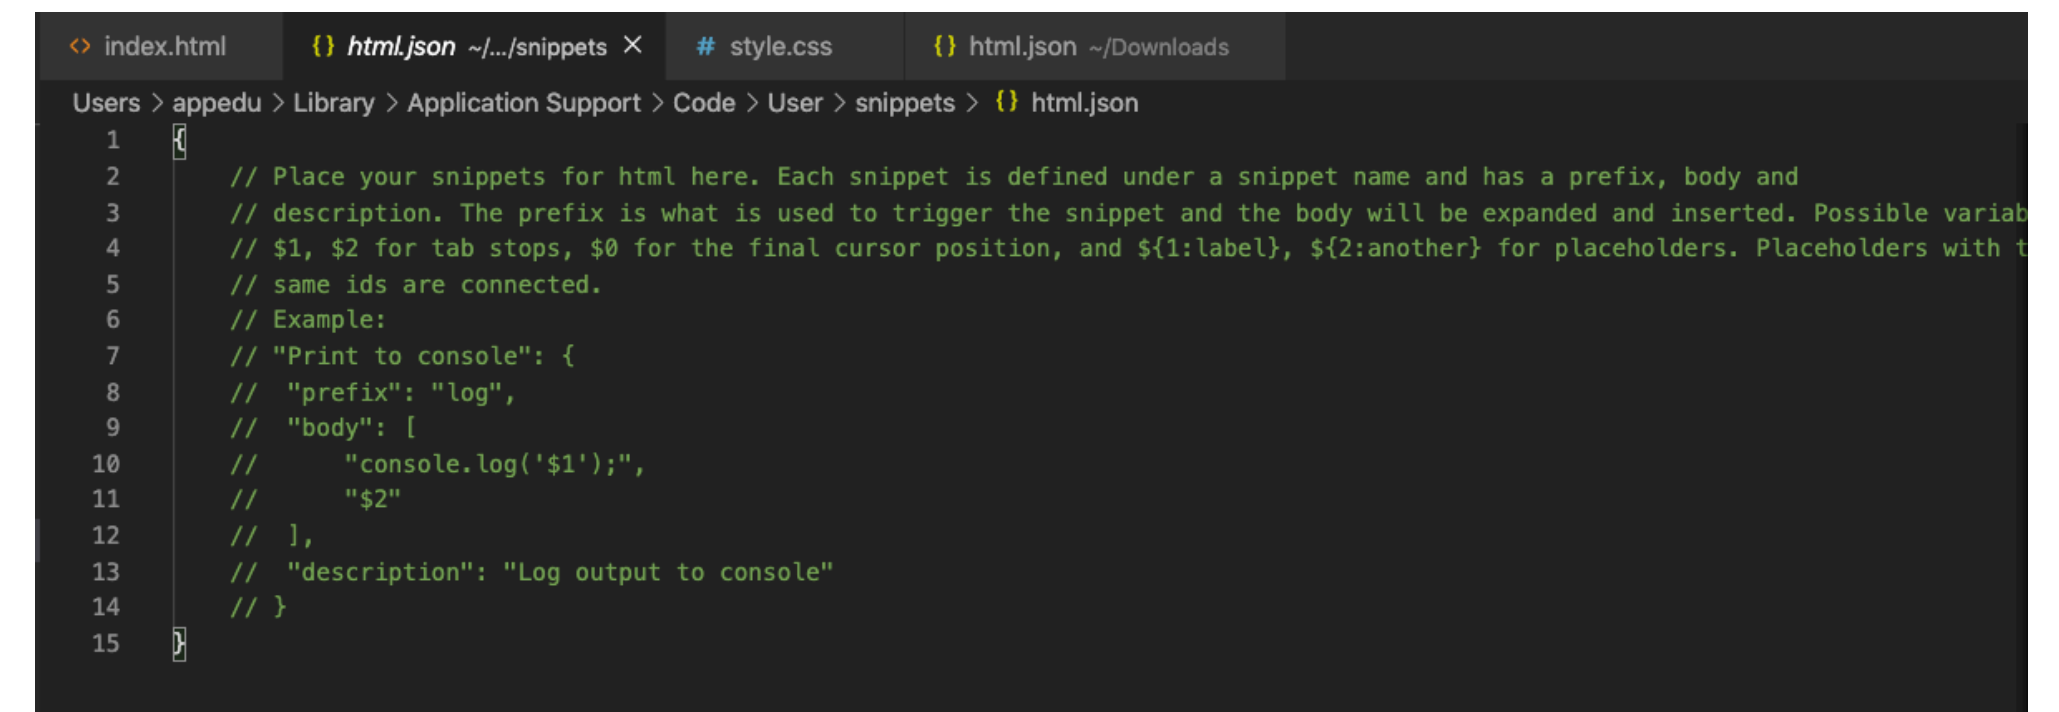 <> index.html {} html.json ~/.../snippets × # style.css {} html.json ~/Downloads
Users > appedu > Library > Application Support > Code > User > snippets > {} html.json
1 {
2 // Place your snippets for html here. Each snippet is defined under a snippet name and has a prefix, body and
3 // description. The prefix is what is used to trigger the snippet and the body will be expanded and inserted. Possible variab
4 // $1, $2 for tab stops, $0 for the final cursor position, and ${1:label}, ${2:another} for placeholders. Placeholders with t
5 // same ids are connected.
6 // Example:
7 // "Print to console": {
8 //  "prefix": "log",
9 //  "body": [
10 //      "console.log('$1');",
11 //      "$2"
12 //  ],
13 //  "description": "Log output to console"
14 // }
15 }